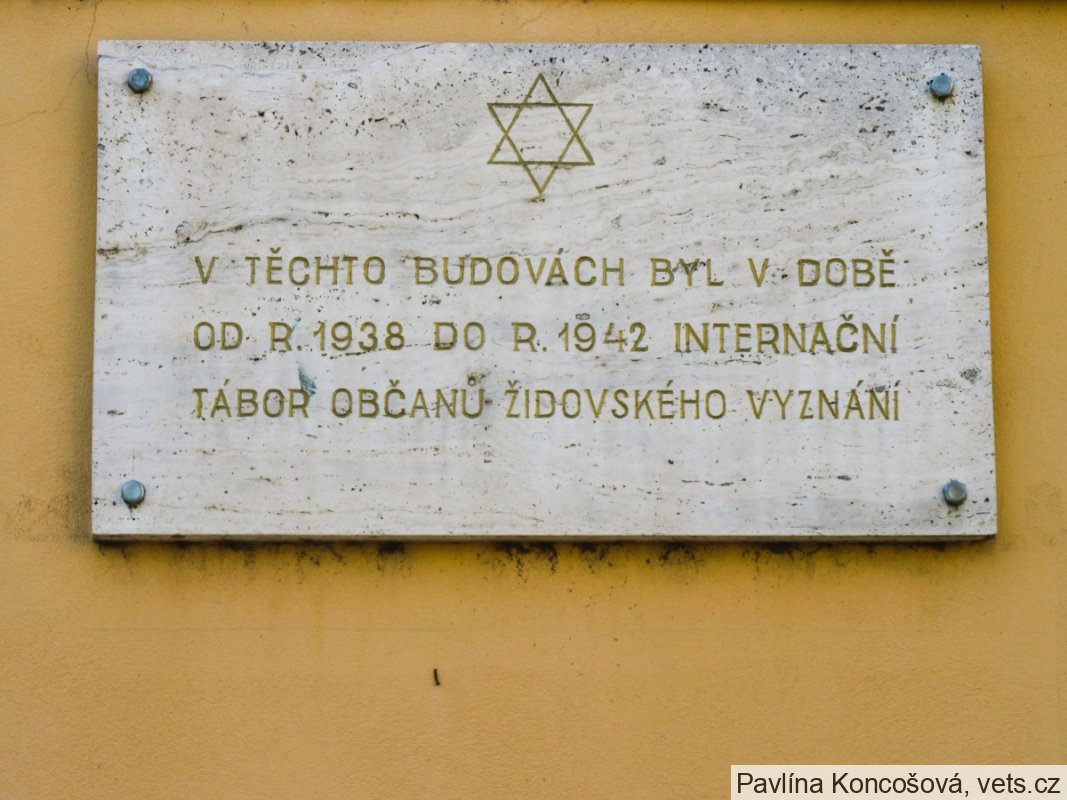 V TĚCHTO BUDOVÁCH BYL V DOBĚ
OD R. 1938 DO R. 1942 INTERNAČNÍ
TÁBOR OBČANŮ ŽIDOVSKÉHO VYZNÁNÍ
Pavlína Koncošová, vets.cz